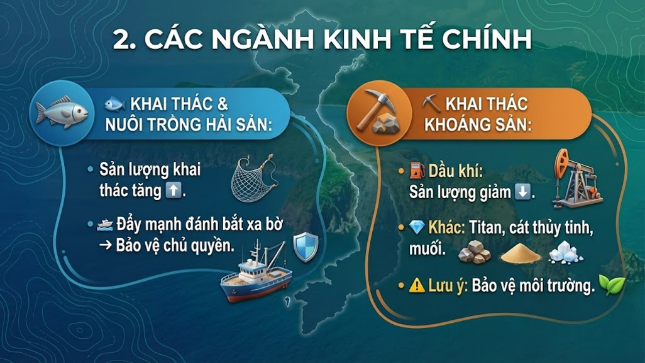 2. CÁC NGÀNH KINH TẾ CHÍNH
KHAI THÁC &
NUÔI TRỒNG HẢI SẢN:
• Sản lượng khai
thác tăng ⬆.
• Đẩy mạnh đánh bắt xa bờ
→ Bảo vệ chủ quyền.
KHAI THÁC
KHOÁNG SẢN:
• Dầu khí:
Sản lượng giảm ⬇.
• Khác: Titan, cát thủy tinh,
muối.
• Lưu ý: Bảo vệ môi trường.